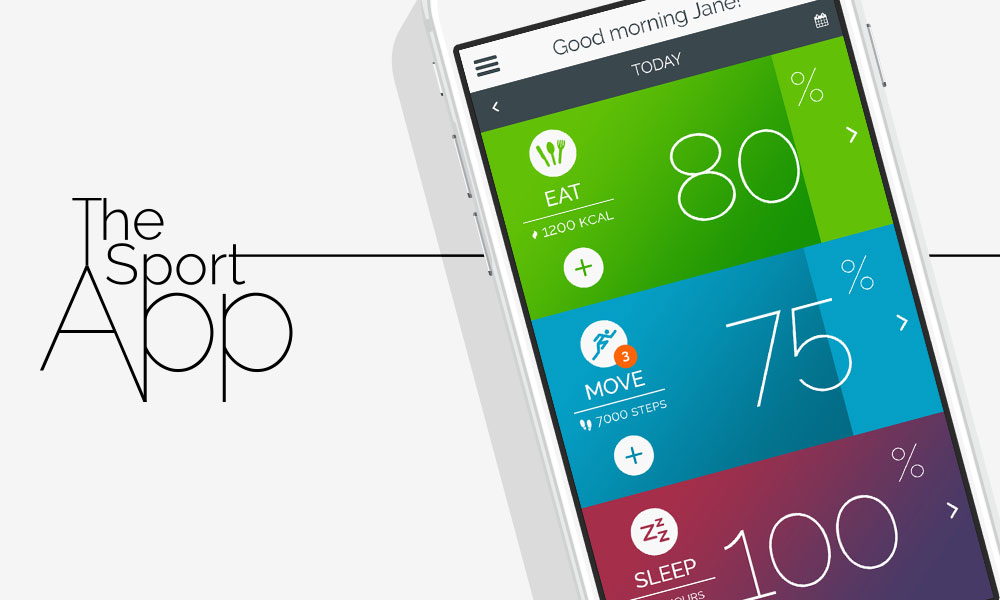 The
Sport
App
Good morning Jane!
TODAY
EAT
1200 KCAL
80 %
3
MOVE
7000 STEPS
75 %
SLEEP
100 %